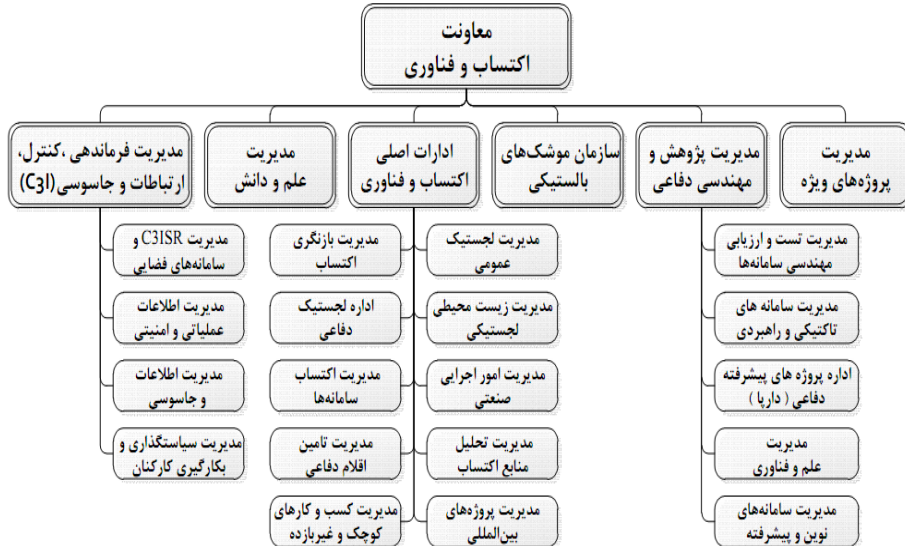 معاونت
اکتساب و فناوری
مدیریت
پروژه‌های ویژه
مدیریت پژوهش و
مهندسی دفاعی
سازمان موشک‌های
بالستیکی
ادارات اصلی
اکتساب و فناوری
مدیریت
علم و دانش
مدیریت فرماندهی ،کنترل،
ارتباطات و جاسوسی(C3I)
مدیریت تست و ارزیابی
مهندسی سامانه‌ها
مدیریت سامانه های
تاکتیکی و راهبردی
اداره پروژه های پیشرفته
دفاعی ( دارپا )
مدیریت
علم و فناوری
مدیریت سامانه‌های
نوین و پیشرفته
مدیریت لجستیک
عمومی
مدیریت زیست محیطی
لجستیکی
مدیریت امور اجرایی
صنعتی
مدیریت تحلیل
منابع اکتساب
مدیریت پروژه‌های
بین‌المللی
مدیریت بازنگری
اکتساب
اداره لجستیک
دفاعی
مدیریت اکتساب
سامانه‌ها
مدیریت تامین
اقلام دفاعی
مدیریت کسب و کارهای
کوچک و غیربازده
مدیریت C3ISR و
سامانه‌های فضایی
مدیریت اطلاعات
عملیاتی و امنیتی
مدیریت اطلاعات
و جاسوسی
مدیریت سیاستگذاری و
بکارگیری کارکنان